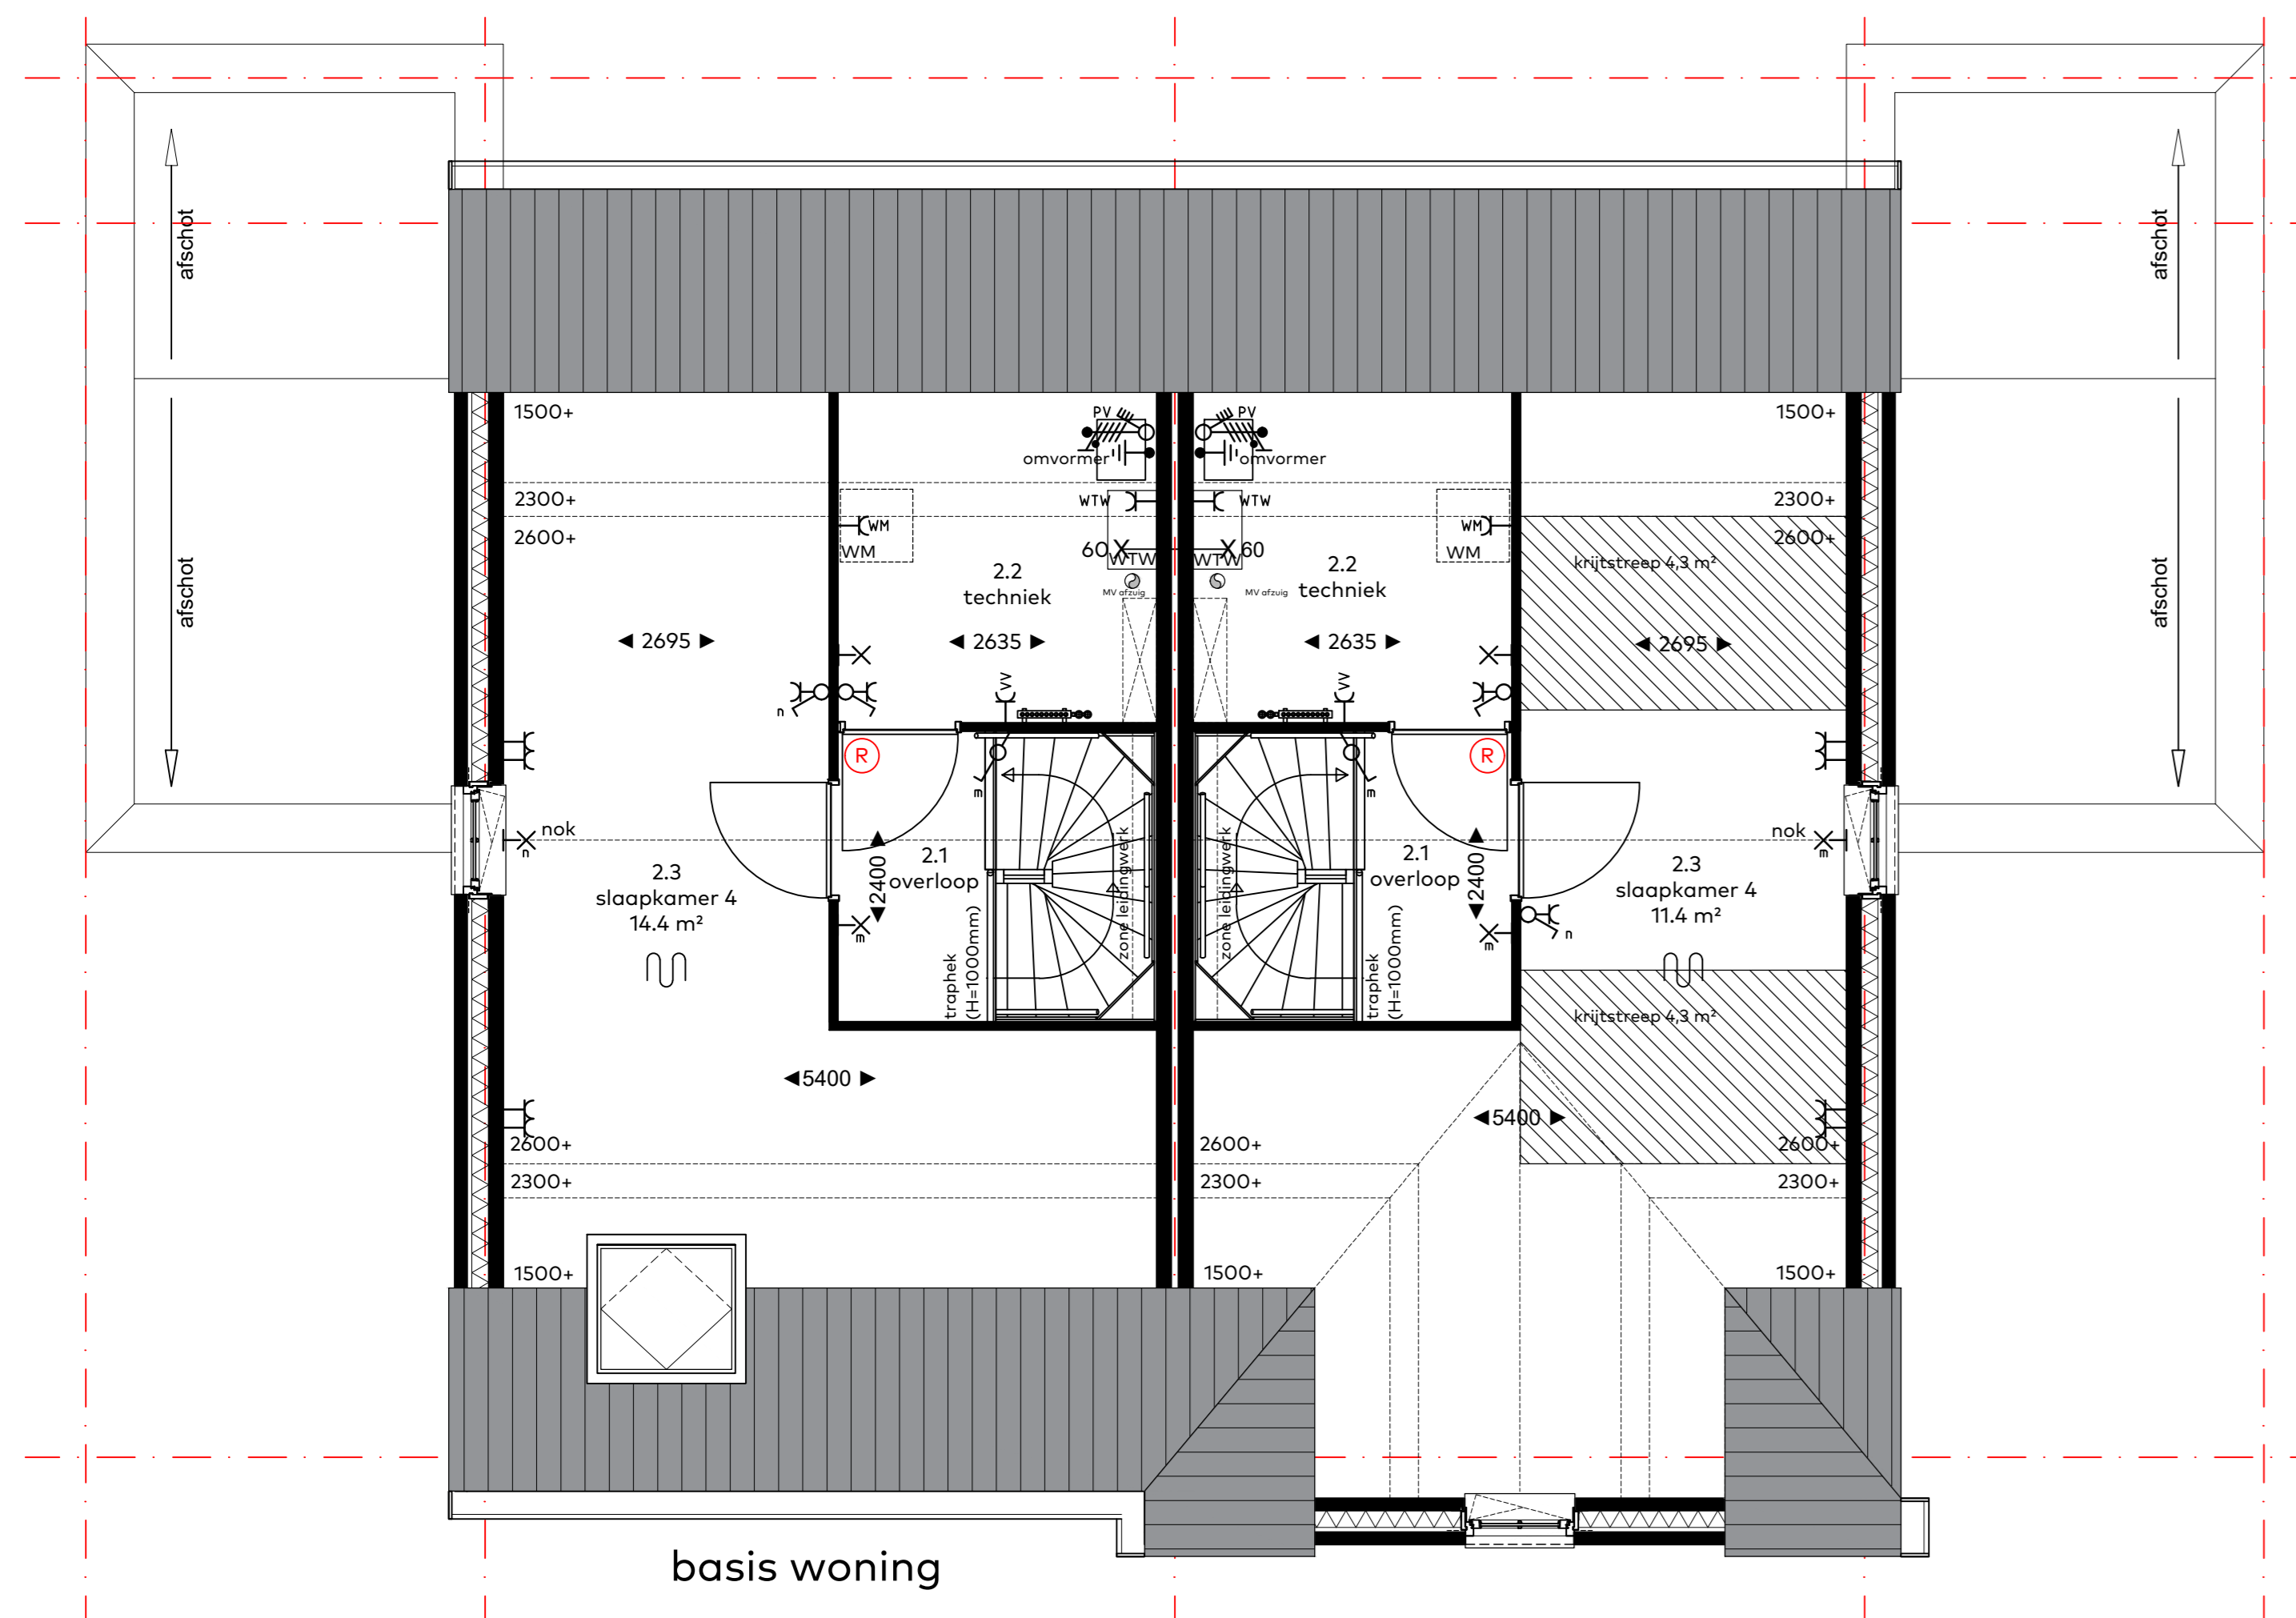 afschot
afschot
1500+
1500+
PV
PV
omvormer
omvormer
2300+
2300+
WTW
WTW
2600+
2600+
WM
WM
WM
WM
60
60
WTW
WTW
krijtstreep 4,3 m²
2.2
techniek
2.2
techniek
MV afzuig
MV afzuig
afschot
afschot
2695
2635
2635
2695
VV
VV
n
R
R
m
m
nok
nok
n
m
2.3
slaapkamer 4
14.4 m²
2400
2.1
overloop
zone leidingwerk
zone leidingwerk
2.1
overloop
2400
2.3
slaapkamer 4
11.4 m²
m
m
n
traphek
(H=1000mm)
traphek
(H=1000mm)
krijtstreep 4,3 m²
5400
5400
2600+
2600+
2600+
2300+
2300+
2300+
1500+
1500+
1500+
basis woning